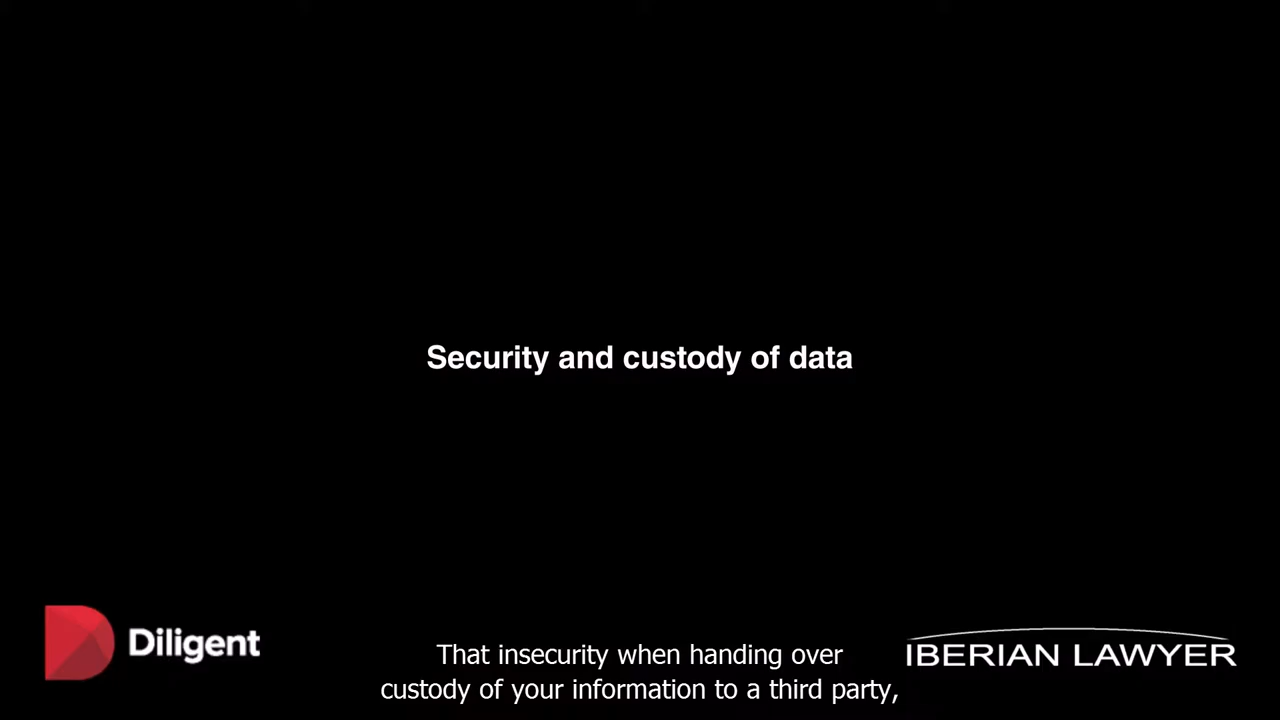 Security and custody of data
Diligent
That insecurity when handing over
custody of your information to a third party,
IBERIAN LAWYER